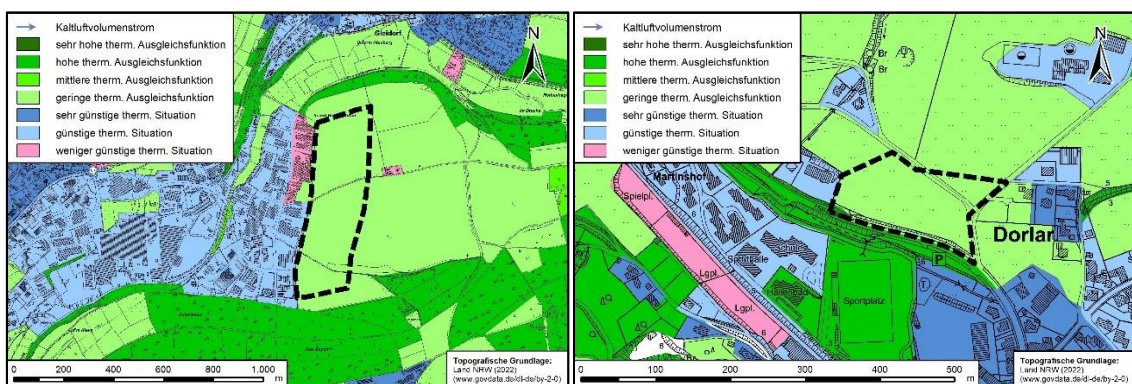 Kaltluftvolumenstrom
sehr hohe therm. Ausgleichsfunktion
hohe therm. Ausgleichsfunktion
mittlere therm. Ausgleichsfunktion
geringe therm. Ausgleichsfunktion
sehr günstige therm. Situation
günstige therm. Situation
weniger günstige therm. Situation
Gleidorf
N
0 200 400 600 800 1.000
m
Topografische Grundlage:
Land NRW (2022)
(www.govdata.de/dl-de/by-2-0)
Kaltluftvolumenstrom
sehr hohe therm. Ausgleichsfunktion
hohe therm. Ausgleichsfunktion
mittlere therm. Ausgleichsfunktion
geringe therm. Ausgleichsfunktion
sehr günstige therm. Situation
günstige therm. Situation
weniger günstige therm. Situation
Br
Br
N
Martinshof
Spielpl.
Dorlar
Schule
Sporthalle
Lgpl.
P
Hallenbad
Sportplatz
Lgpl.
0 100 200 300 400 500
m
Topografische Grundlage:
Land NRW (2022)
(www.govdata.de/dl-de/by-2-0)